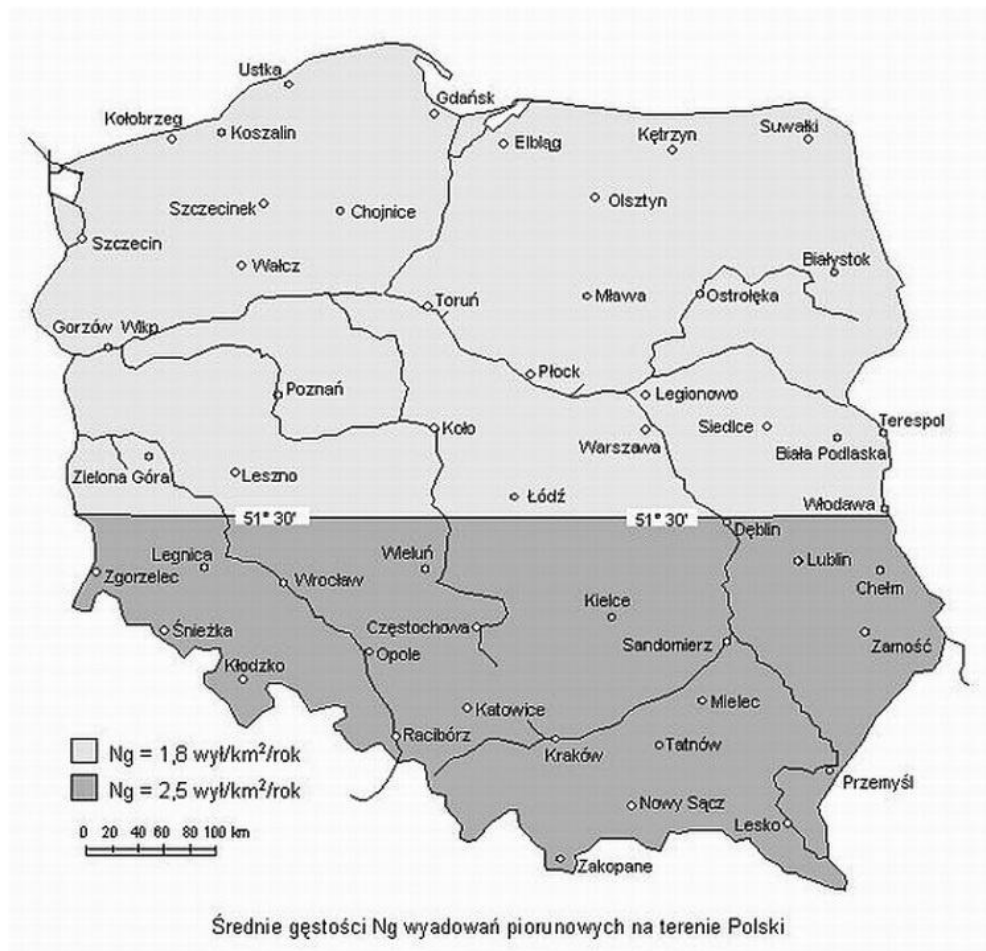 Ustka
Gdańsk
Kołobrzeg
Koszalin
Elbląg
Kętrzyn
Suwałki
Szczecinek
Chojnice
Olsztyn
Szczecin
Wałcz
Białystok
Toruń
Mława
Ostrołęka
Gorzów Wlkp
Płock
Poznań
Legionowo
Koło
Warszawa
Siedlce
Terespol
Biała Podlaska
Zielona Góra
Leszno
Łódź
Włodawa
51° 30'
51° 30'
Dęblin
Legnica
Wieluń
Lublin
Zgorzelec
Wrocław
Chełm
Kielce
Śnieżka
Częstochowa
Opole
Sandomierz
Zamość
Kłodzko
Katowice
Mielec
Racibórz
Kraków
Tatnów
Przemyśl
Nowy Sącz
Lesko
Zakopane
Ng = 1,8 wył/km²/rok
Ng = 2,5 wył/km²/rok
0 20 40 60 80 100 km
Średnie gęstości Ng wyadowań piorunowych na terenie Polski